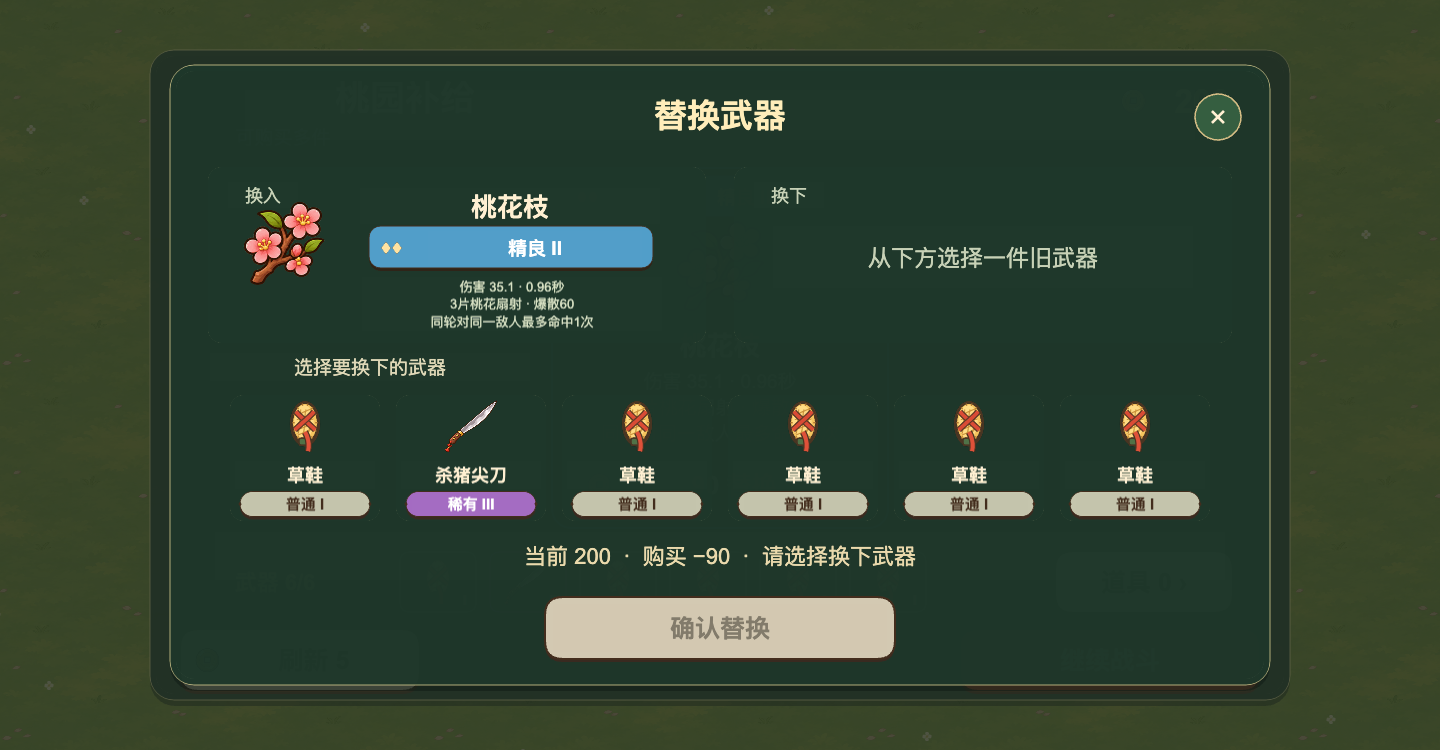 替换武器
×
换入
桃花枝
精良 II
伤害 35.1 · 0.96秒
3片桃花扇射 · 爆散60
同轮对同一敌人最多命中1次
换下
从下方选择一件旧武器
选择要换下的武器
草鞋
普通 I
杀猪尖刀
稀有 III
草鞋
普通 I
草鞋
普通 I
草鞋
普通 I
草鞋
普通 I
当前 200 · 购买 −90 · 请选择换下武器
确认替换